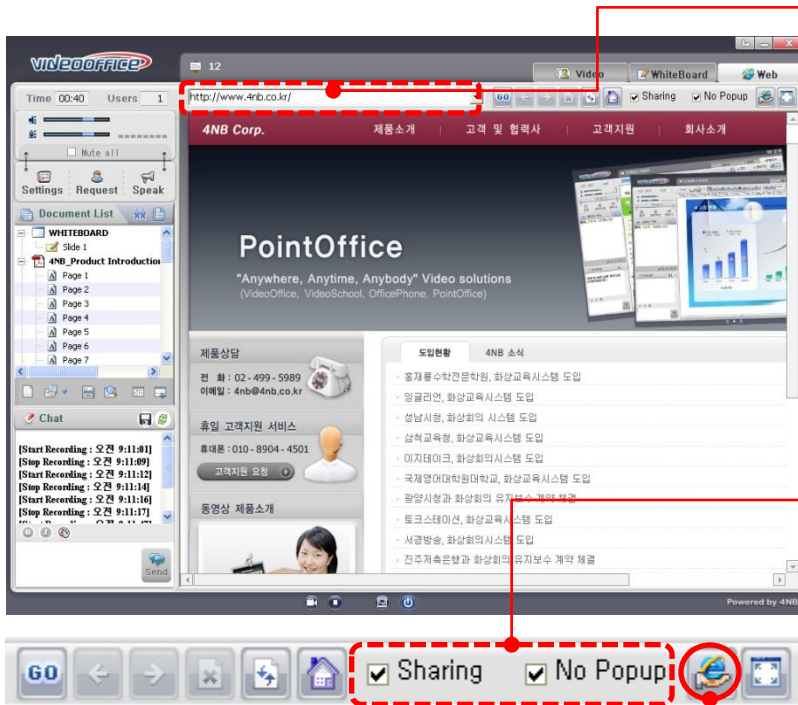 VIDEOOFFICE
12
Video
WhiteBoard
Web
Time 00:40 Users 1
http://www.4nb.co.kr/
GO
Sharing
No Popup
Mute all
Settings Request Speak
Document List
WHITEBOARD
Slide 1
4NB_Product Introduction
Page 1
Page 2
Page 3
Page 4
Page 5
Page 6
Page 7
Chat
[Start Recording : 오전 9:11:01]
[Stop Recording : 오전 9:11:09]
[Start Recording : 오전 9:11:12]
[Stop Recording : 오전 9:11:14]
[Start Recording : 오전 9:11:16]
[Stop Recording : 오전 9:11:17]
Send
4NB Corp.
제품소개 | 고객 및 협력사 | 고객지원 | 회사소개
PointOffice
"Anywhere, Anytime, Anybody" Video solutions
(VideoOffice, VideoSchool, OfficePhone, PointOffice)
제품상담
전 화 : 02 - 499 - 5989
이메일 : 4nb@4nb.co.kr
휴일 고객지원 서비스
휴대폰 : 010 - 8904 - 4501
고객지원 요청
동영상 제품소개
도입현황
4NB 소식
· 홍재룡수학전문학원, 화상교육시스템 도입
· 잉글리언, 화상교육시스템 도입
· 성남시청, 화상회의 시스템 도입
· 삼척교육청, 화상교육시스템 도입
· 이지테이크, 화상회의시스템 도입
· 국제영어대학원대학교, 화상교육시스템 도입
· 광양시청과 화상회의 유지보수 계약 체결
· 토크스테이션, 화상교육시스템 도입
· 서경방송, 화상회의시스템 도입
· 진주저축은행과 화상회의 유지보수 계약 체결
Powered by 4NB
GO
Sharing
No Popup